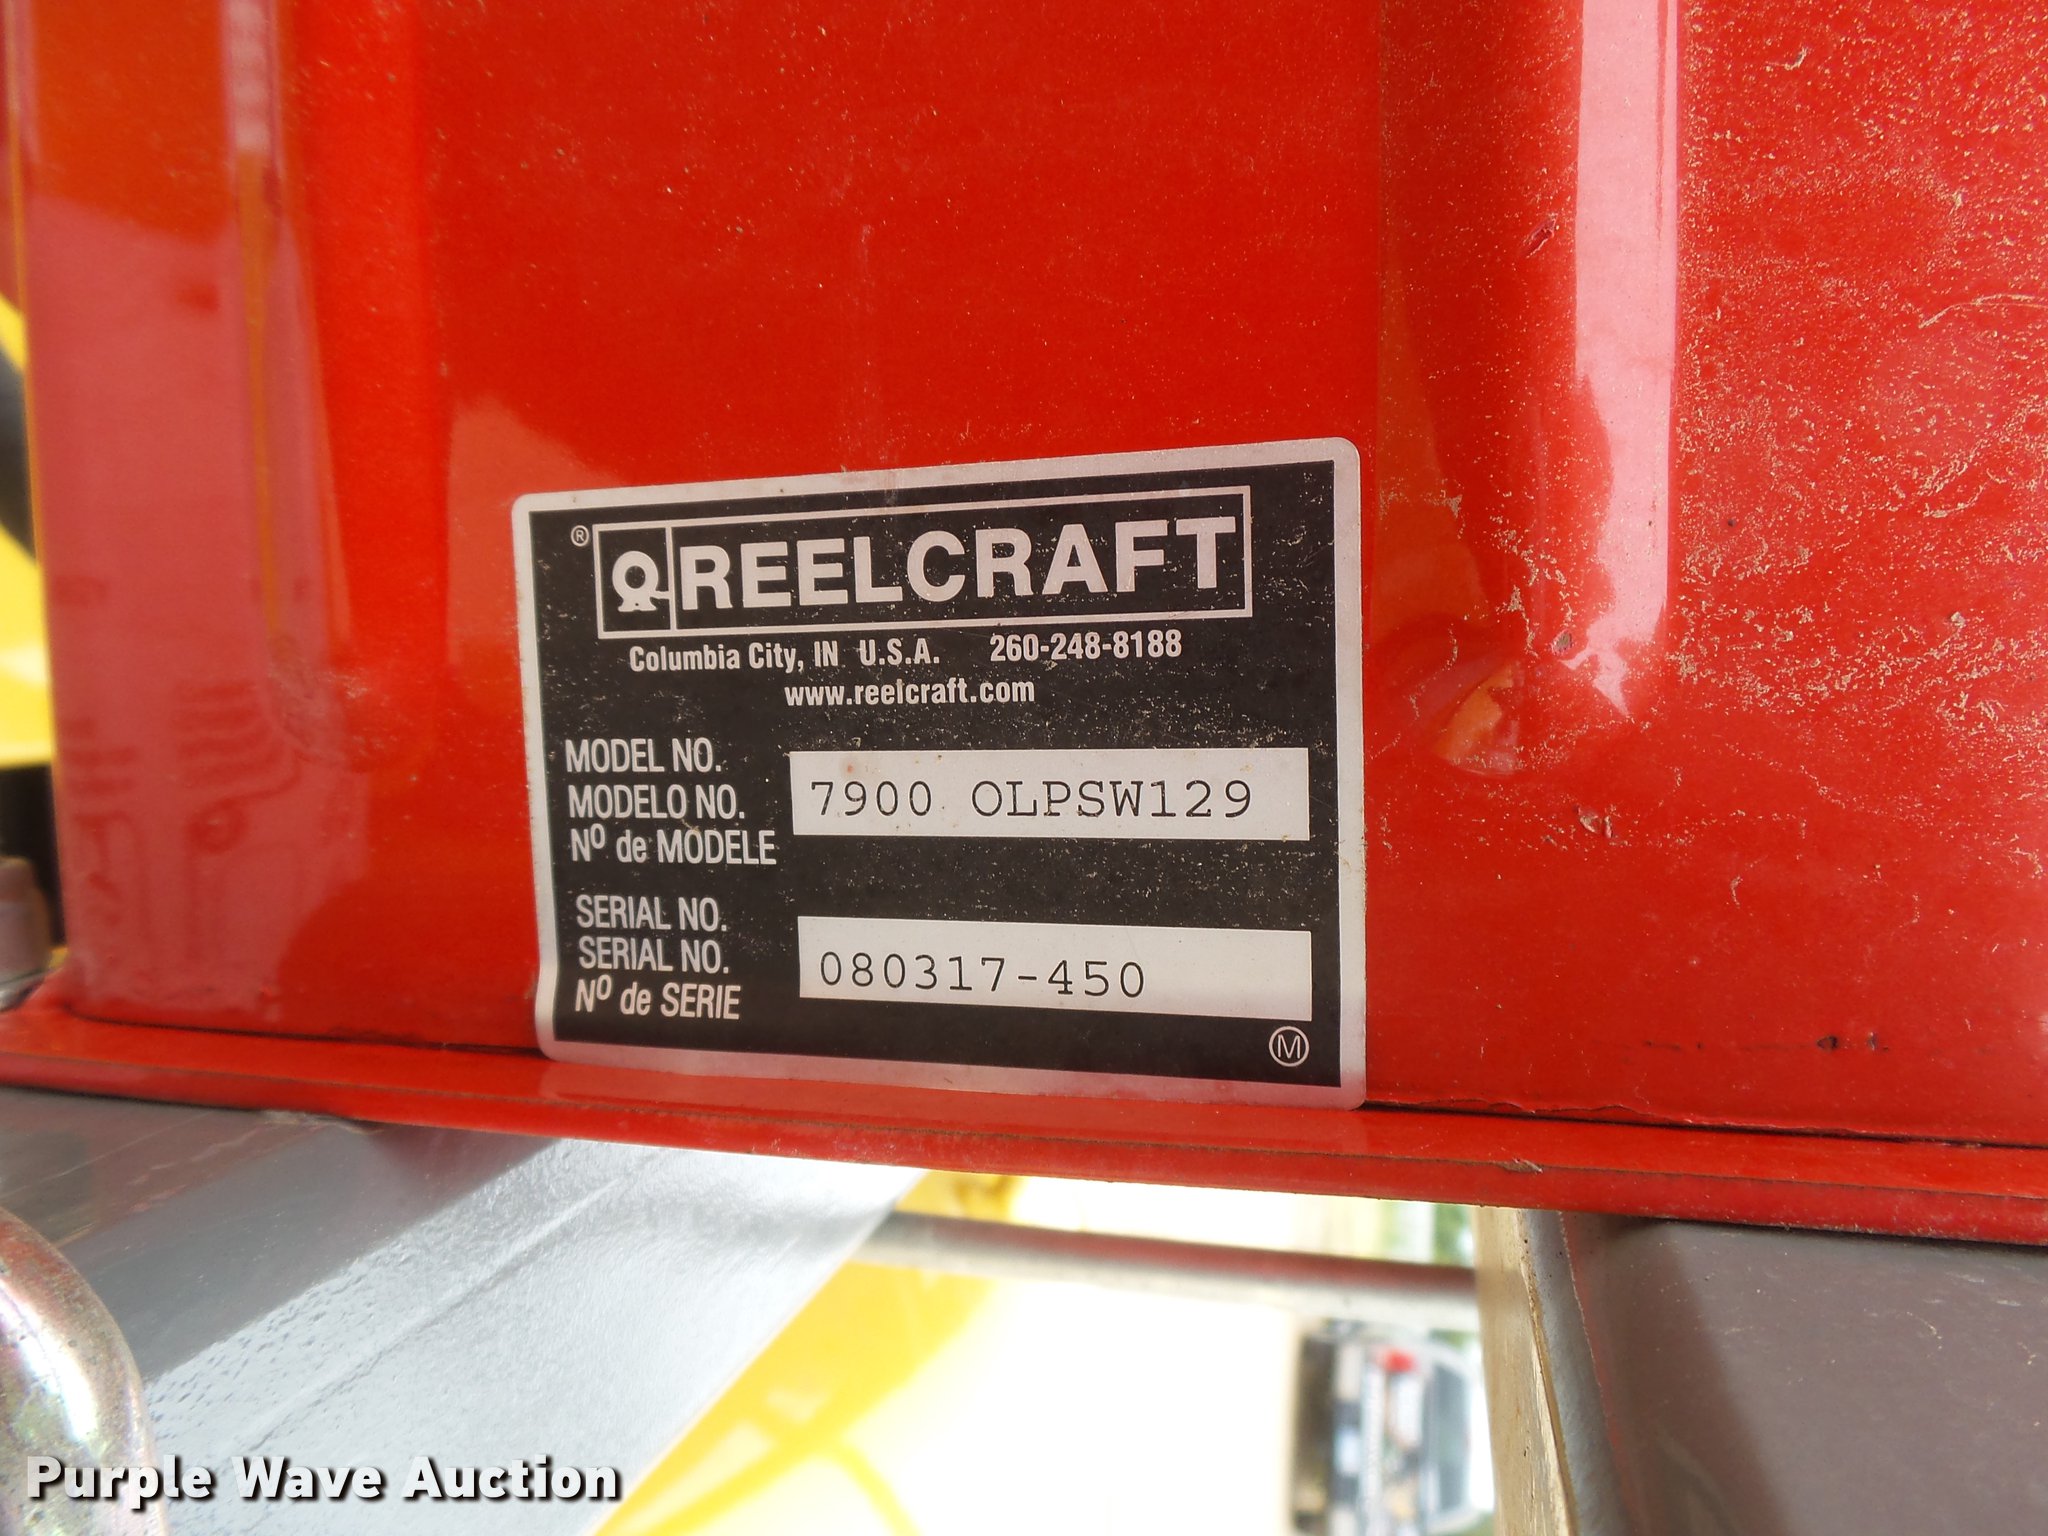 ® REELCRAFT
Columbia City, IN U.S.A. 260-248-8188
www.reelcraft.com
MODEL NO.
MODELO NO.
Nº de MODELE
7900 OLPSW129
SERIAL NO.
SERIAL NO.
Nº de SERIE
080317-450
M
Purple Wave Auction